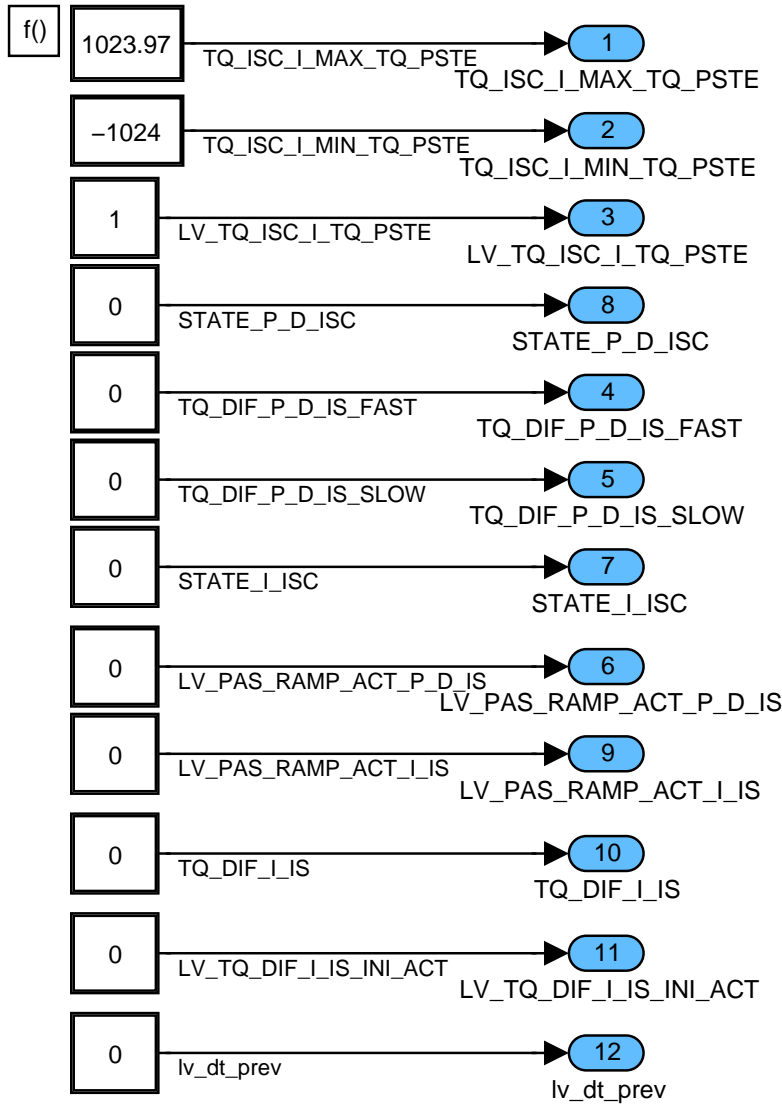 f()
1023.97
TQ_ISC_I_MAX_TQ_PSTE
1
TQ_ISC_I_MAX_TQ_PSTE
−1024
TQ_ISC_I_MIN_TQ_PSTE
2
TQ_ISC_I_MIN_TQ_PSTE
1
LV_TQ_ISC_I_TQ_PSTE
3
LV_TQ_ISC_I_TQ_PSTE
0
STATE_P_D_ISC
8
STATE_P_D_ISC
0
TQ_DIF_P_D_IS_FAST
4
TQ_DIF_P_D_IS_FAST
0
TQ_DIF_P_D_IS_SLOW
5
TQ_DIF_P_D_IS_SLOW
0
STATE_I_ISC
7
STATE_I_ISC
0
LV_PAS_RAMP_ACT_P_D_IS
6
LV_PAS_RAMP_ACT_P_D_IS
0
LV_PAS_RAMP_ACT_I_IS
9
LV_PAS_RAMP_ACT_I_IS
0
TQ_DIF_I_IS
10
TQ_DIF_I_IS
0
LV_TQ_DIF_I_IS_INI_ACT
11
LV_TQ_DIF_I_IS_INI_ACT
0
lv_dt_prev
12
lv_dt_prev